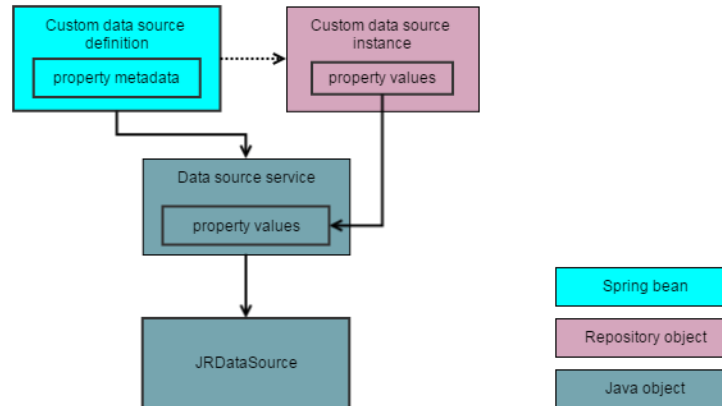 Custom data source
definition
property metadata
Custom data source
instance
property values
Data source service
property values
JRDataSource
Spring bean
Repository object
Java object